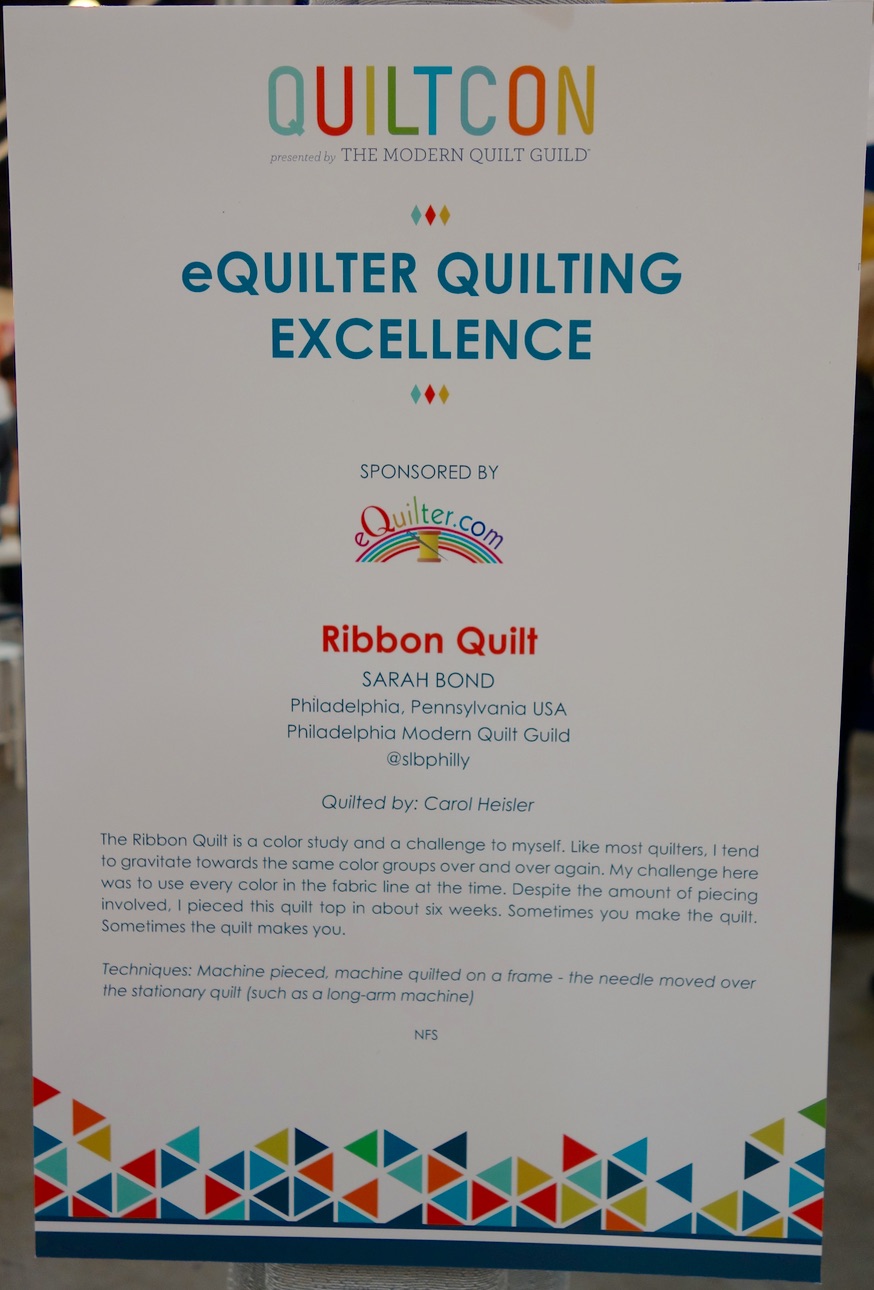 QUILTCON
presented by THE MODERN QUILT GUILD®
eQUILTER QUILTING
EXCELLENCE
SPONSORED BY
eQuilter.com
Ribbon Quilt
SARAH BOND
Philadelphia, Pennsylvania USA
Philadelphia Modern Quilt Guild
@slbphilly
Quilted by: Carol Heisler
The Ribbon Quilt is a color study and a challenge to myself. Like most quilters, I tend
to gravitate towards the same color groups over and over again. My challenge here
was to use every color in the fabric line at the time. Despite the amount of piecing
involved, I pieced this quilt top in about six weeks. Sometimes you make the quilt.
Sometimes the quilt makes you.
Techniques: Machine pieced, machine quilted on a frame - the needle moved over
the stationary quilt (such as a long-arm machine)
NFS